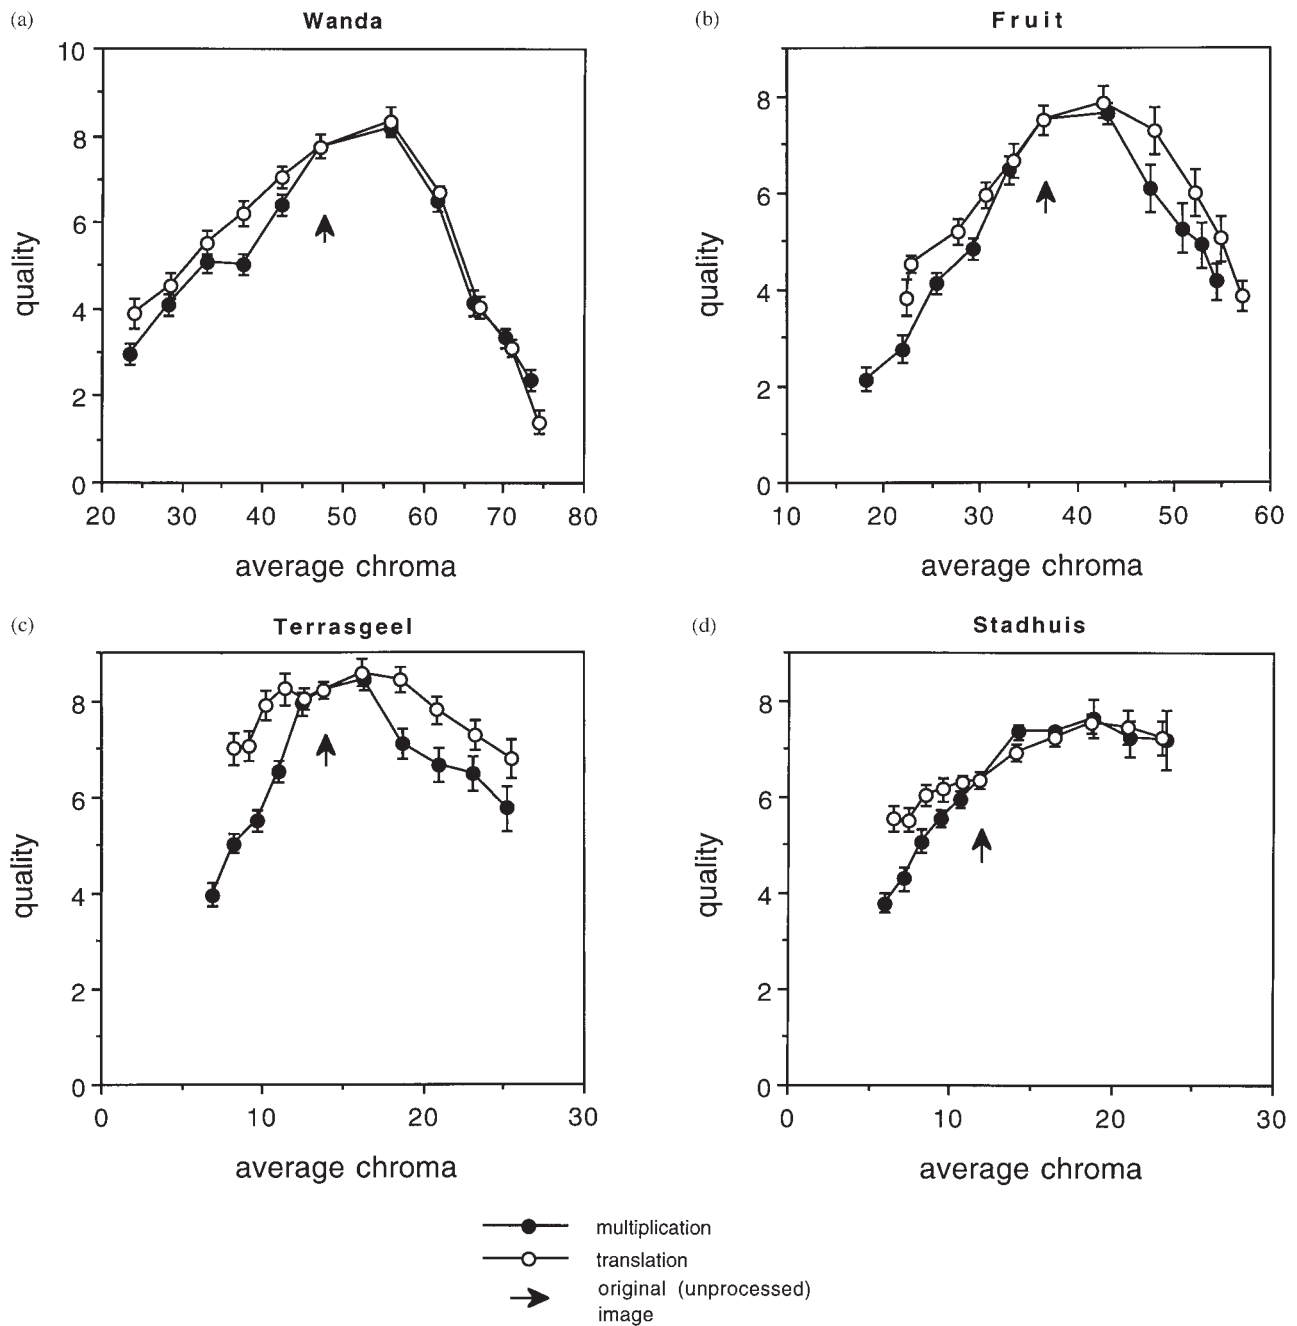 (a)
Wanda
10
8
6
4
2
0
quality
20 30 40 50 60 70 80
average chroma
(b)
Fruit
8
6
4
2
0
quality
10 20 30 40 50 60
average chroma
(c)
Terrasgeel
8
6
4
2
0
quality
0 10 20 30
average chroma
(d)
Stadhuis
8
6
4
2
0
quality
0 10 20 30
average chroma
multiplication
translation
original (unprocessed)
image